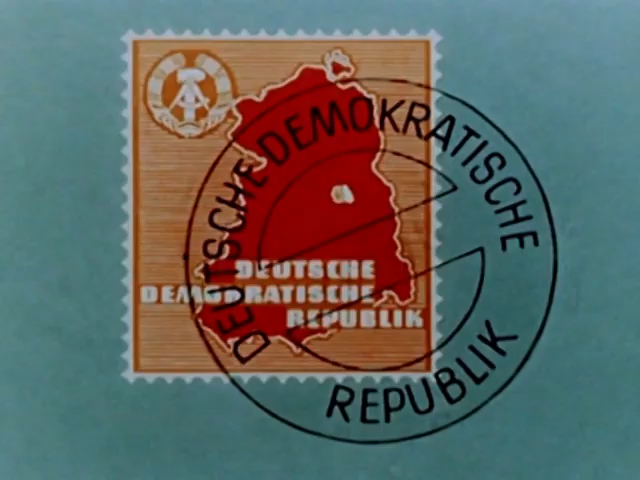 DEUTSCHE
DEMOKRATISCHE
REPUBLIK
DEUTSCHE DEMOKRATISCHE
REPUBLIK